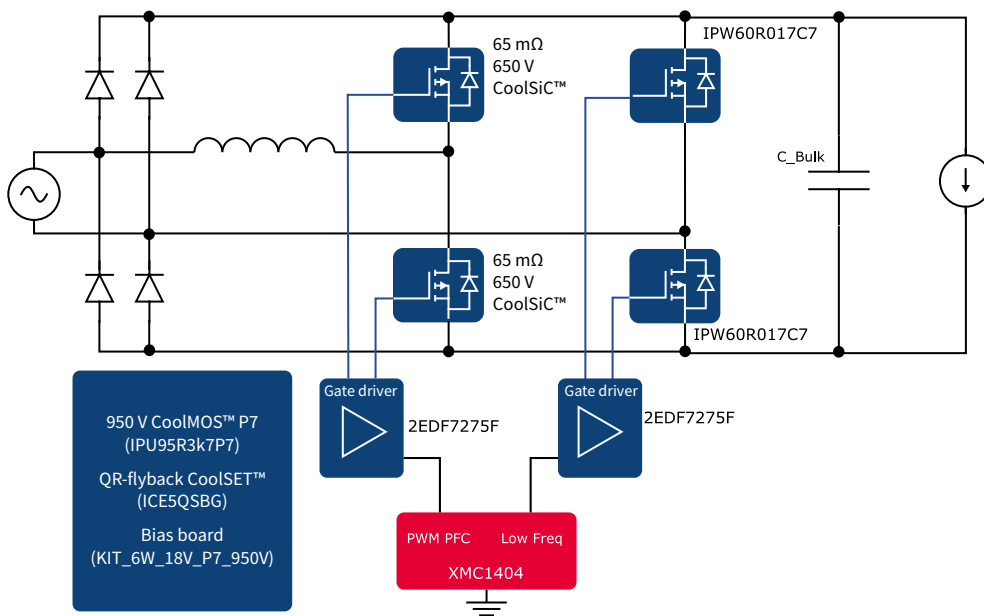 IPW60R017C7
65 mΩ
650 V
CoolSiC™
C_Bulk
65 mΩ
650 V
CoolSiC™
IPW60R017C7
Gate driver
2EDF7275F
Gate driver
2EDF7275F
950 V CoolMOS™ P7
(IPU95R3k7P7)
QR-flyback CoolSET™
(ICE5QSBG)
Bias board
(KIT_6W_18V_P7_950V)
PWM PFC
Low Freq
XMC1404